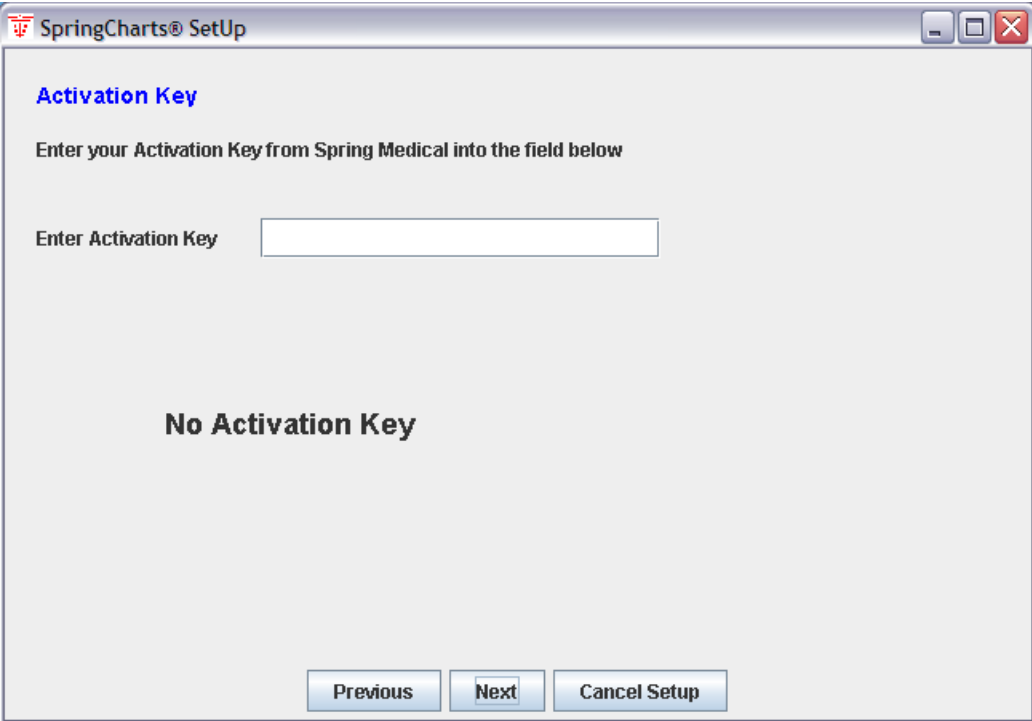 SpringCharts® SetUp
Activation Key
Enter your Activation Key from Spring Medical into the field below
Enter Activation Key
No Activation Key
Previous Next Cancel Setup